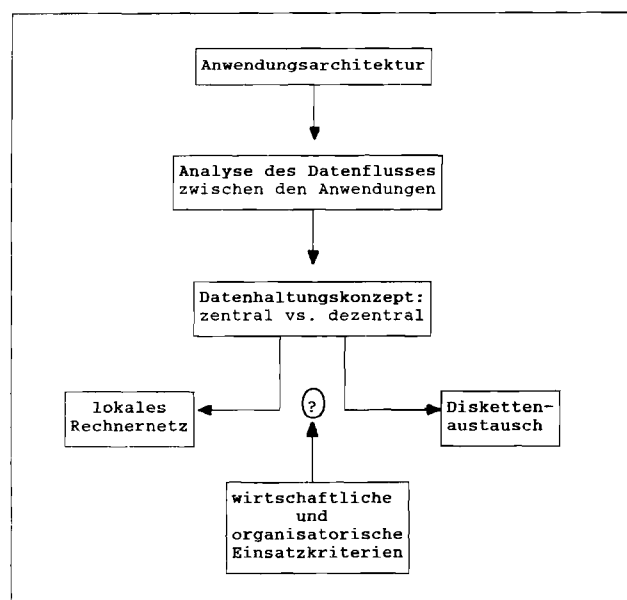 Anwendungsarchitektur
Analyse des Datenflusses
zwischen den Anwendungen
Datenhaltungskonzept:
zentral vs. dezentral
lokales
Rechnernetz
?
Disketten-
austausch
wirtschaftliche
und
organisatorische
Einsatzkriterien